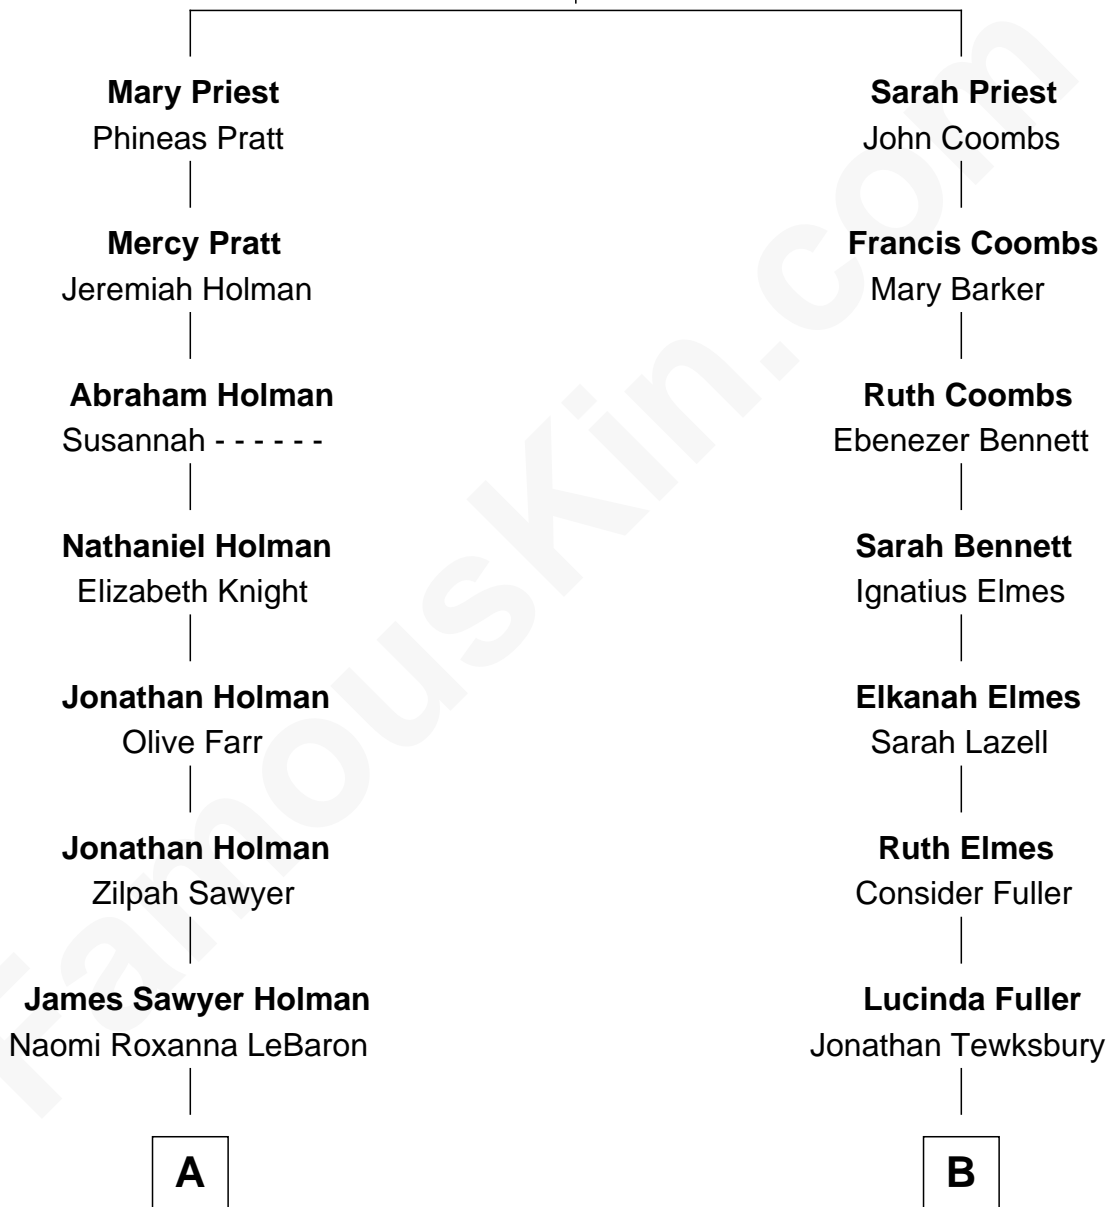 Mary Priest
Phineas Pratt
Mercy Pratt
Jeremiah Holman
Abraham Holman
Susannah - - - - - -
Nathaniel Holman
Elizabeth Knight
Jonathan Holman
Olive Farr
Jonathan Holman
Zilpah Sawyer
James Sawyer Holman
Naomi Roxanna LeBaron
A
Sarah Priest
John Coombs
Francis Coombs
Mary Barker
Ruth Coombs
Ebenezer Bennett
Sarah Bennett
Ignatius Elmes
Elkanah Elmes
Sarah Lazell
Ruth Elmes
Consider Fuller
Lucinda Fuller
Jonathan Tewksbury
B
FamousKin.com